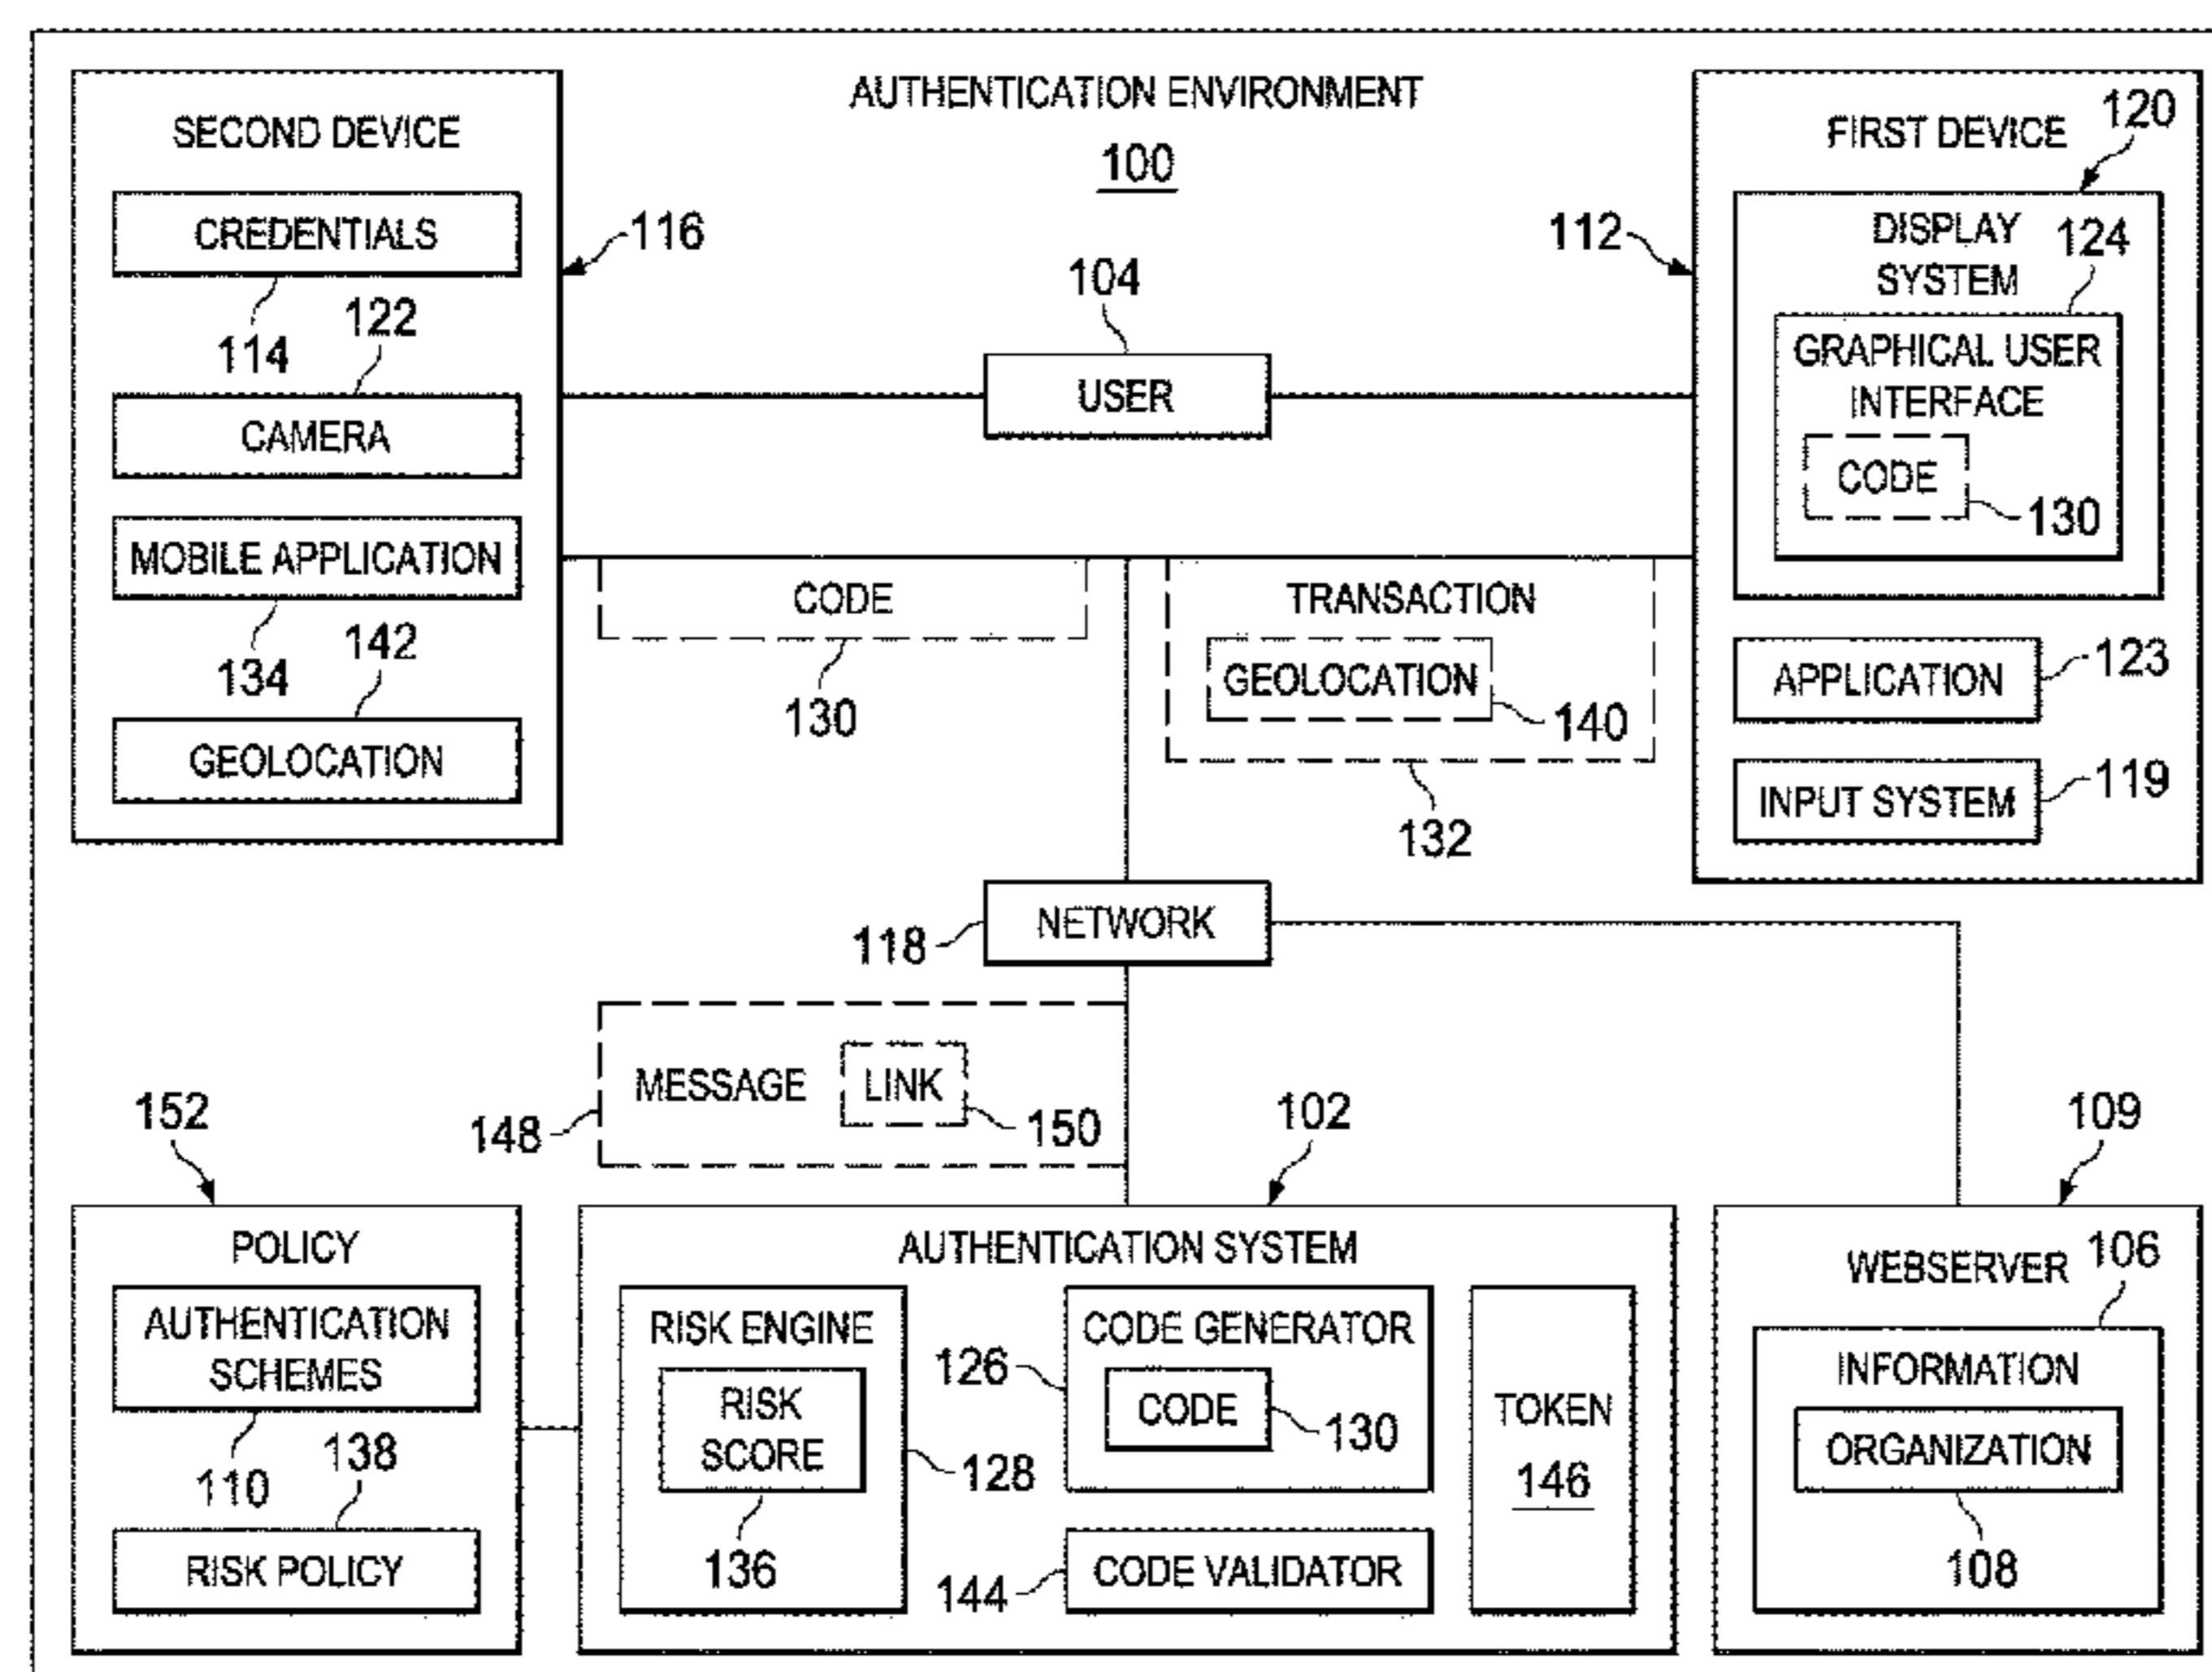 AUTHENTICATION ENVIRONMENT
100
SECOND DEVICE
116
CREDENTIALS
114
122
CAMERA
MOBILE APPLICATION
134
142
GEOLOCATION
104
USER
112
FIRST DEVICE
120
DISPLAY
SYSTEM
124
GRAPHICAL USER
INTERFACE
CODE
130
APPLICATION
123
INPUT SYSTEM
119
CODE
130
TRANSACTION
GEOLOCATION
140
132
118
NETWORK
MESSAGE
LINK
148
150
152
POLICY
AUTHENTICATION
SCHEMES
110
138
RISK POLICY
102
AUTHENTICATION SYSTEM
RISK ENGINE
RISK
SCORE
128
136
CODE GENERATOR
126
CODE
130
144
CODE VALIDATOR
TOKEN
146
109
WEBSERVER
106
INFORMATION
ORGANIZATION
108